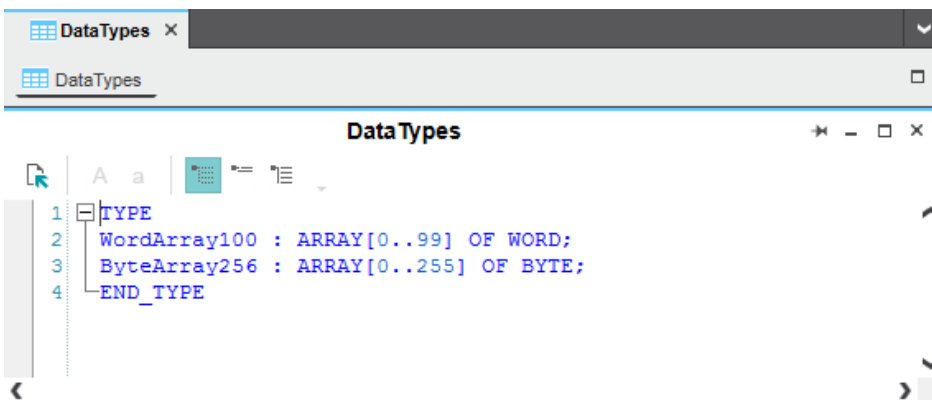 DataTypes
DataTypes
DataTypes
A a
1 TYPE
2 WordArray100 : ARRAY[0..99] OF WORD;
3 ByteArray256 : ARRAY[0..255] OF BYTE;
4 END_TYPE